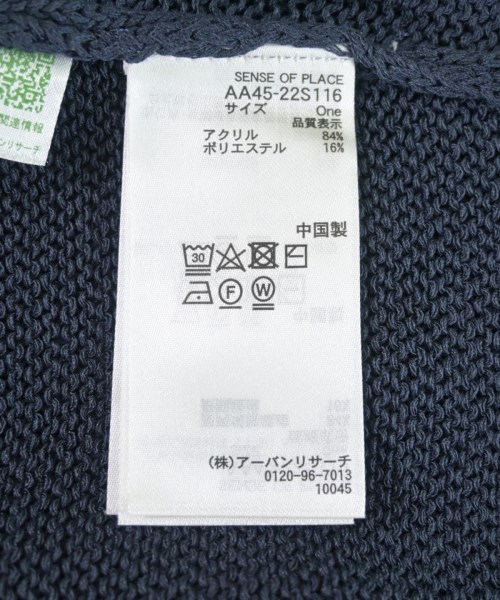 SENSE OF PLACE
AA45-22S116
サイズ One
品質表示
アクリル 84%
ポリエステル 16%
中国製
30
F W
(株)アーバンリサーチ
0120-96-7013
10045
関連情報
バンリサーチ